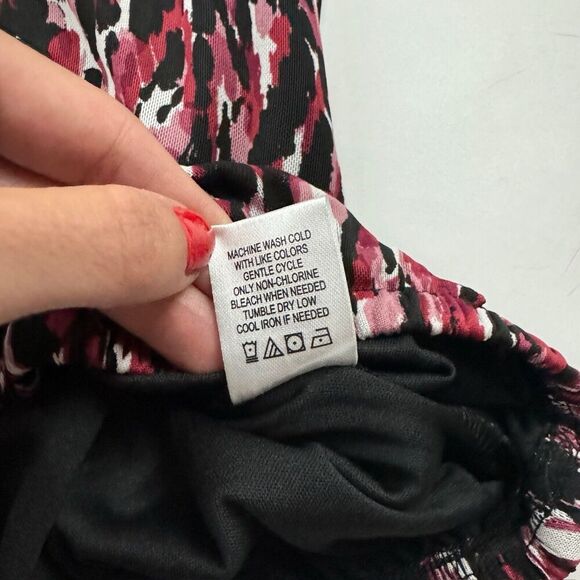 MACHINE WASH COLD
WITH LIKE COLORS
GENTLE CYCLE
ONLY NON-CHLORINE
BLEACH WHEN NEEDED
TUMBLE DRY LOW
COOL IRON IF NEEDED